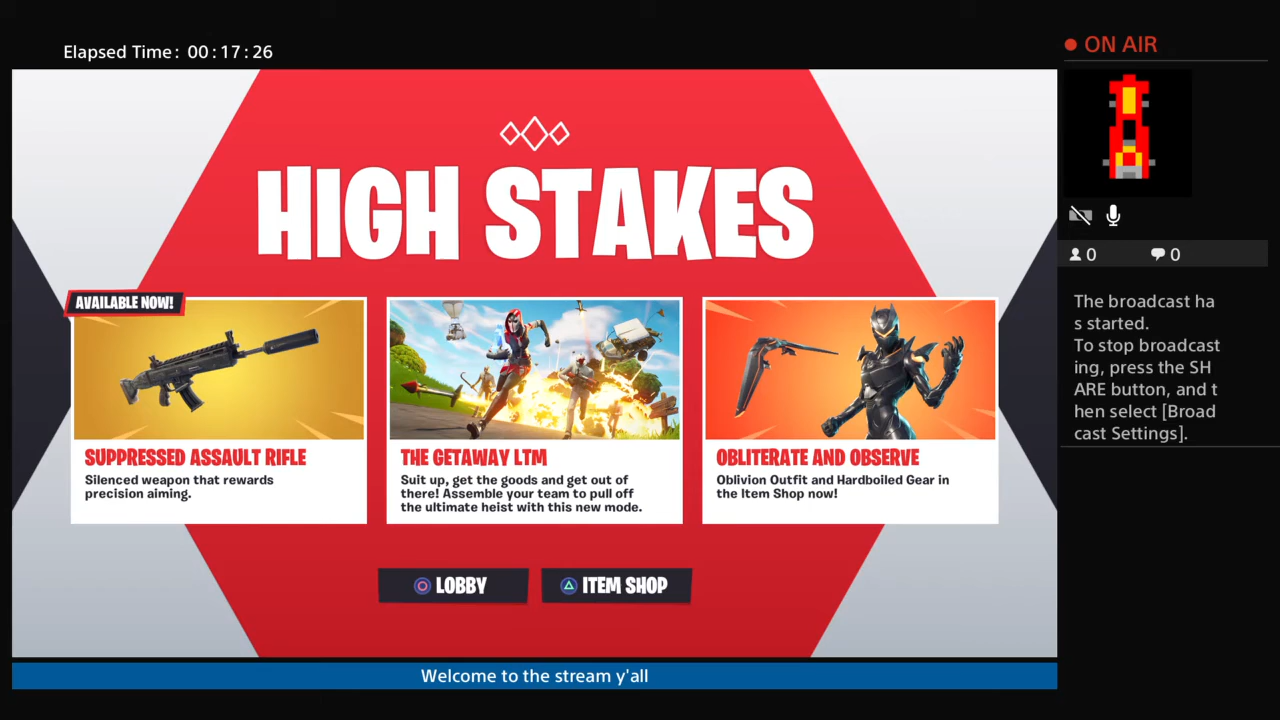 Elapsed Time: 00:17:26
ON AIR
HIGH STAKES
0 0
AVAILABLE NOW!
SUPPRESSED ASSAULT RIFLE
Silenced weapon that rewards
precision aiming.
THE GETAWAY LTM
Suit up, get the goods and get out of
there! Assemble your team to pull off
the ultimate heist with this new mode.
OBLITERATE AND OBSERVE
Oblivion Outfit and Hardboiled Gear in
the Item Shop now!
LOBBY
ITEM SHOP
The broadcast ha
s started.
To stop broadcast
ing, press the SH
ARE button, and t
hen select [Broad
cast Settings].
Welcome to the stream y'all